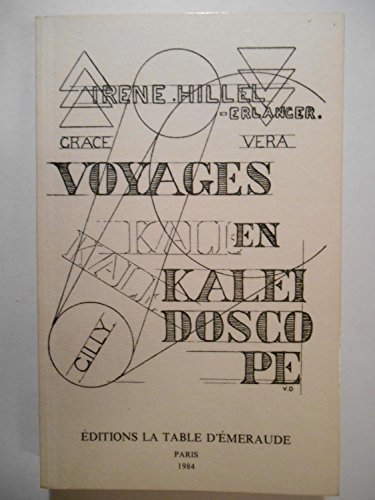 IRENE.HILLEL
-ERLANGER.
GRACE VERA
VOYAGES
KALI EN
KALI
KALEI
DOSCO
PE
GILLY
V.D
ÉDITIONS LA TABLE D'ÉMERAUDE
PARIS
1984